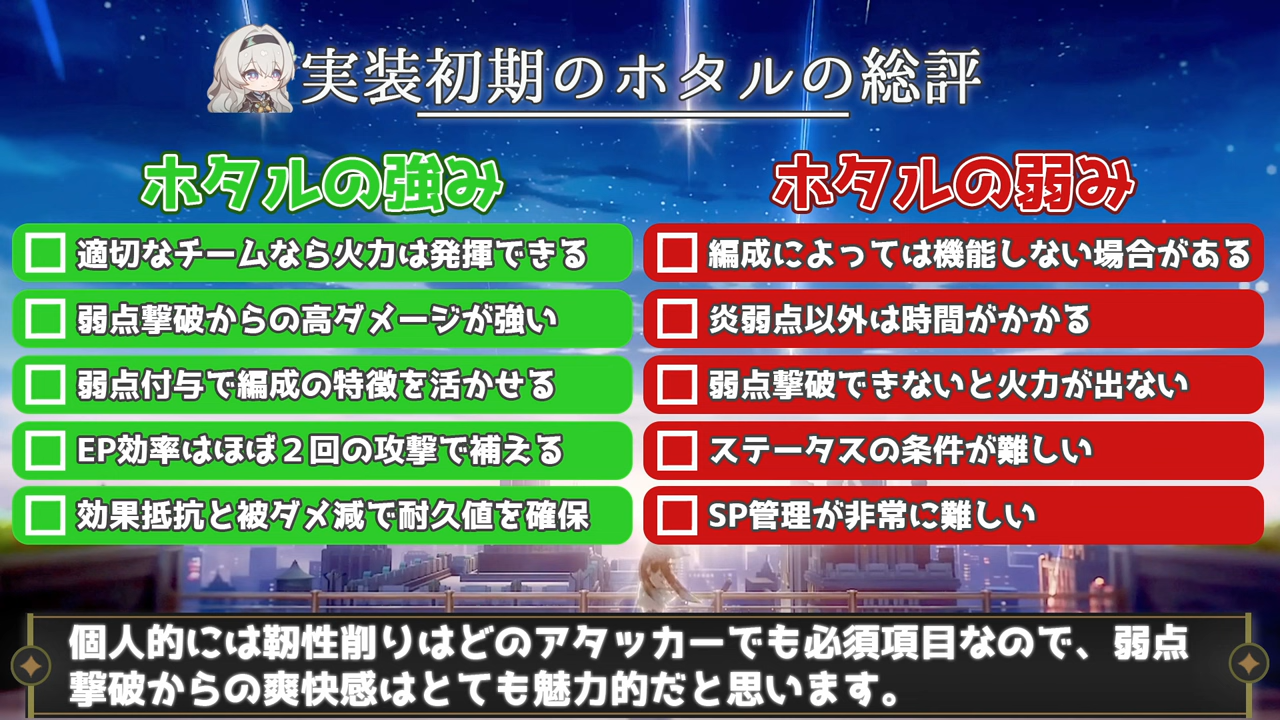 実装初期のホタルの総評
ホタルの強み
適切なチームなら火力は発揮できる
弱点撃破からの高ダメージが強い
弱点付与で編成の特徴を活かせる
EP効率はほぼ２回の攻撃で補える
効果抵抗と被ダメ減で耐久値を確保
ホタルの弱み
編成によっては機能しない場合がある
炎弱点以外は時間がかかる
弱点撃破できないと火力が出ない
ステータスの条件が難しい
SP管理が非常に難しい
個人的には靭性削りはどのアタッカーでも必須項目なので、弱点
撃破からの爽快感はとても魅力的だと思います。